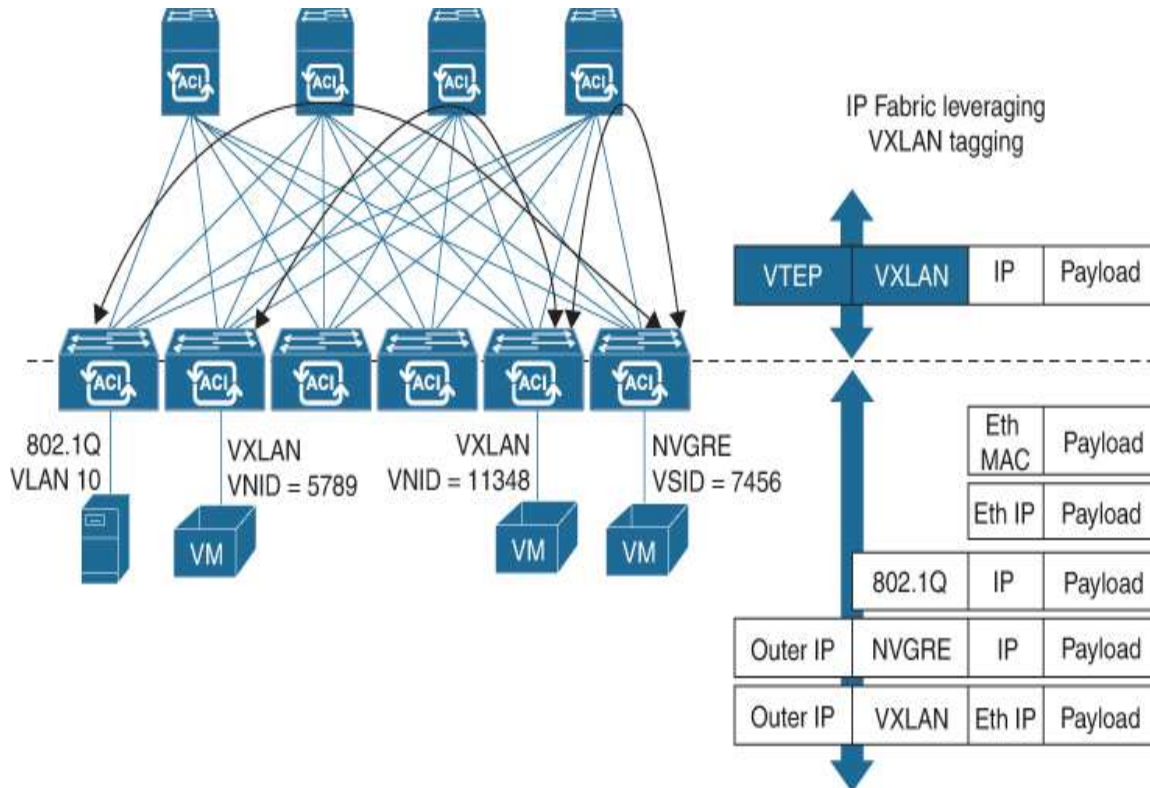 ACI
ACI
ACI
ACI
IP Fabric leveraging
VXLAN tagging
VTEP
VXLAN
IP
Payload
ACI
ACI
ACI
ACI
ACI
ACI
802.1Q
VLAN 10
VXLAN
VNID = 5789
VXLAN
VNID = 11348
NVGRE
VSID = 7456
VM
VM
VM
Eth
MAC
Payload
Eth IP
Payload
802.1Q
IP
Payload
Outer IP
NVGRE
IP
Payload
Outer IP
VXLAN
Eth IP
Payload